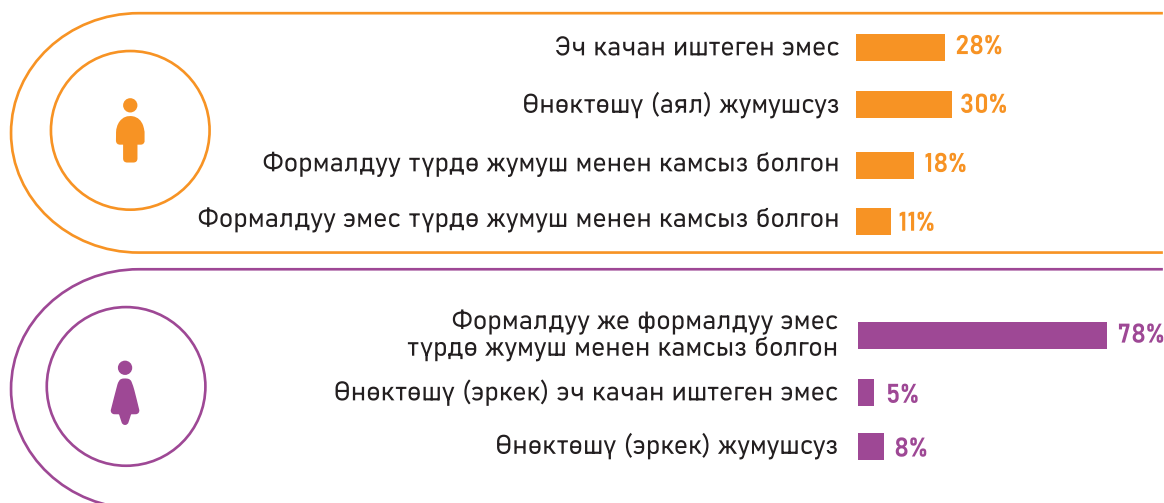 Эч качан иштеген эмес 28%
Өнөктөшү (аял) жумушсуз 30%
Формалдуу түрдө жумуш менен камсыз болгон 18%
Формалдуу эмес түрдө жумуш менен камсыз болгон 11%
Формалдуу же формалдуу эмес
түрдө жумуш менен камсыз болгон 78%
Өнөктөшү (эркек) эч качан иштеген эмес 5%
Өнөктөшү (эркек) жумушсуз 8%